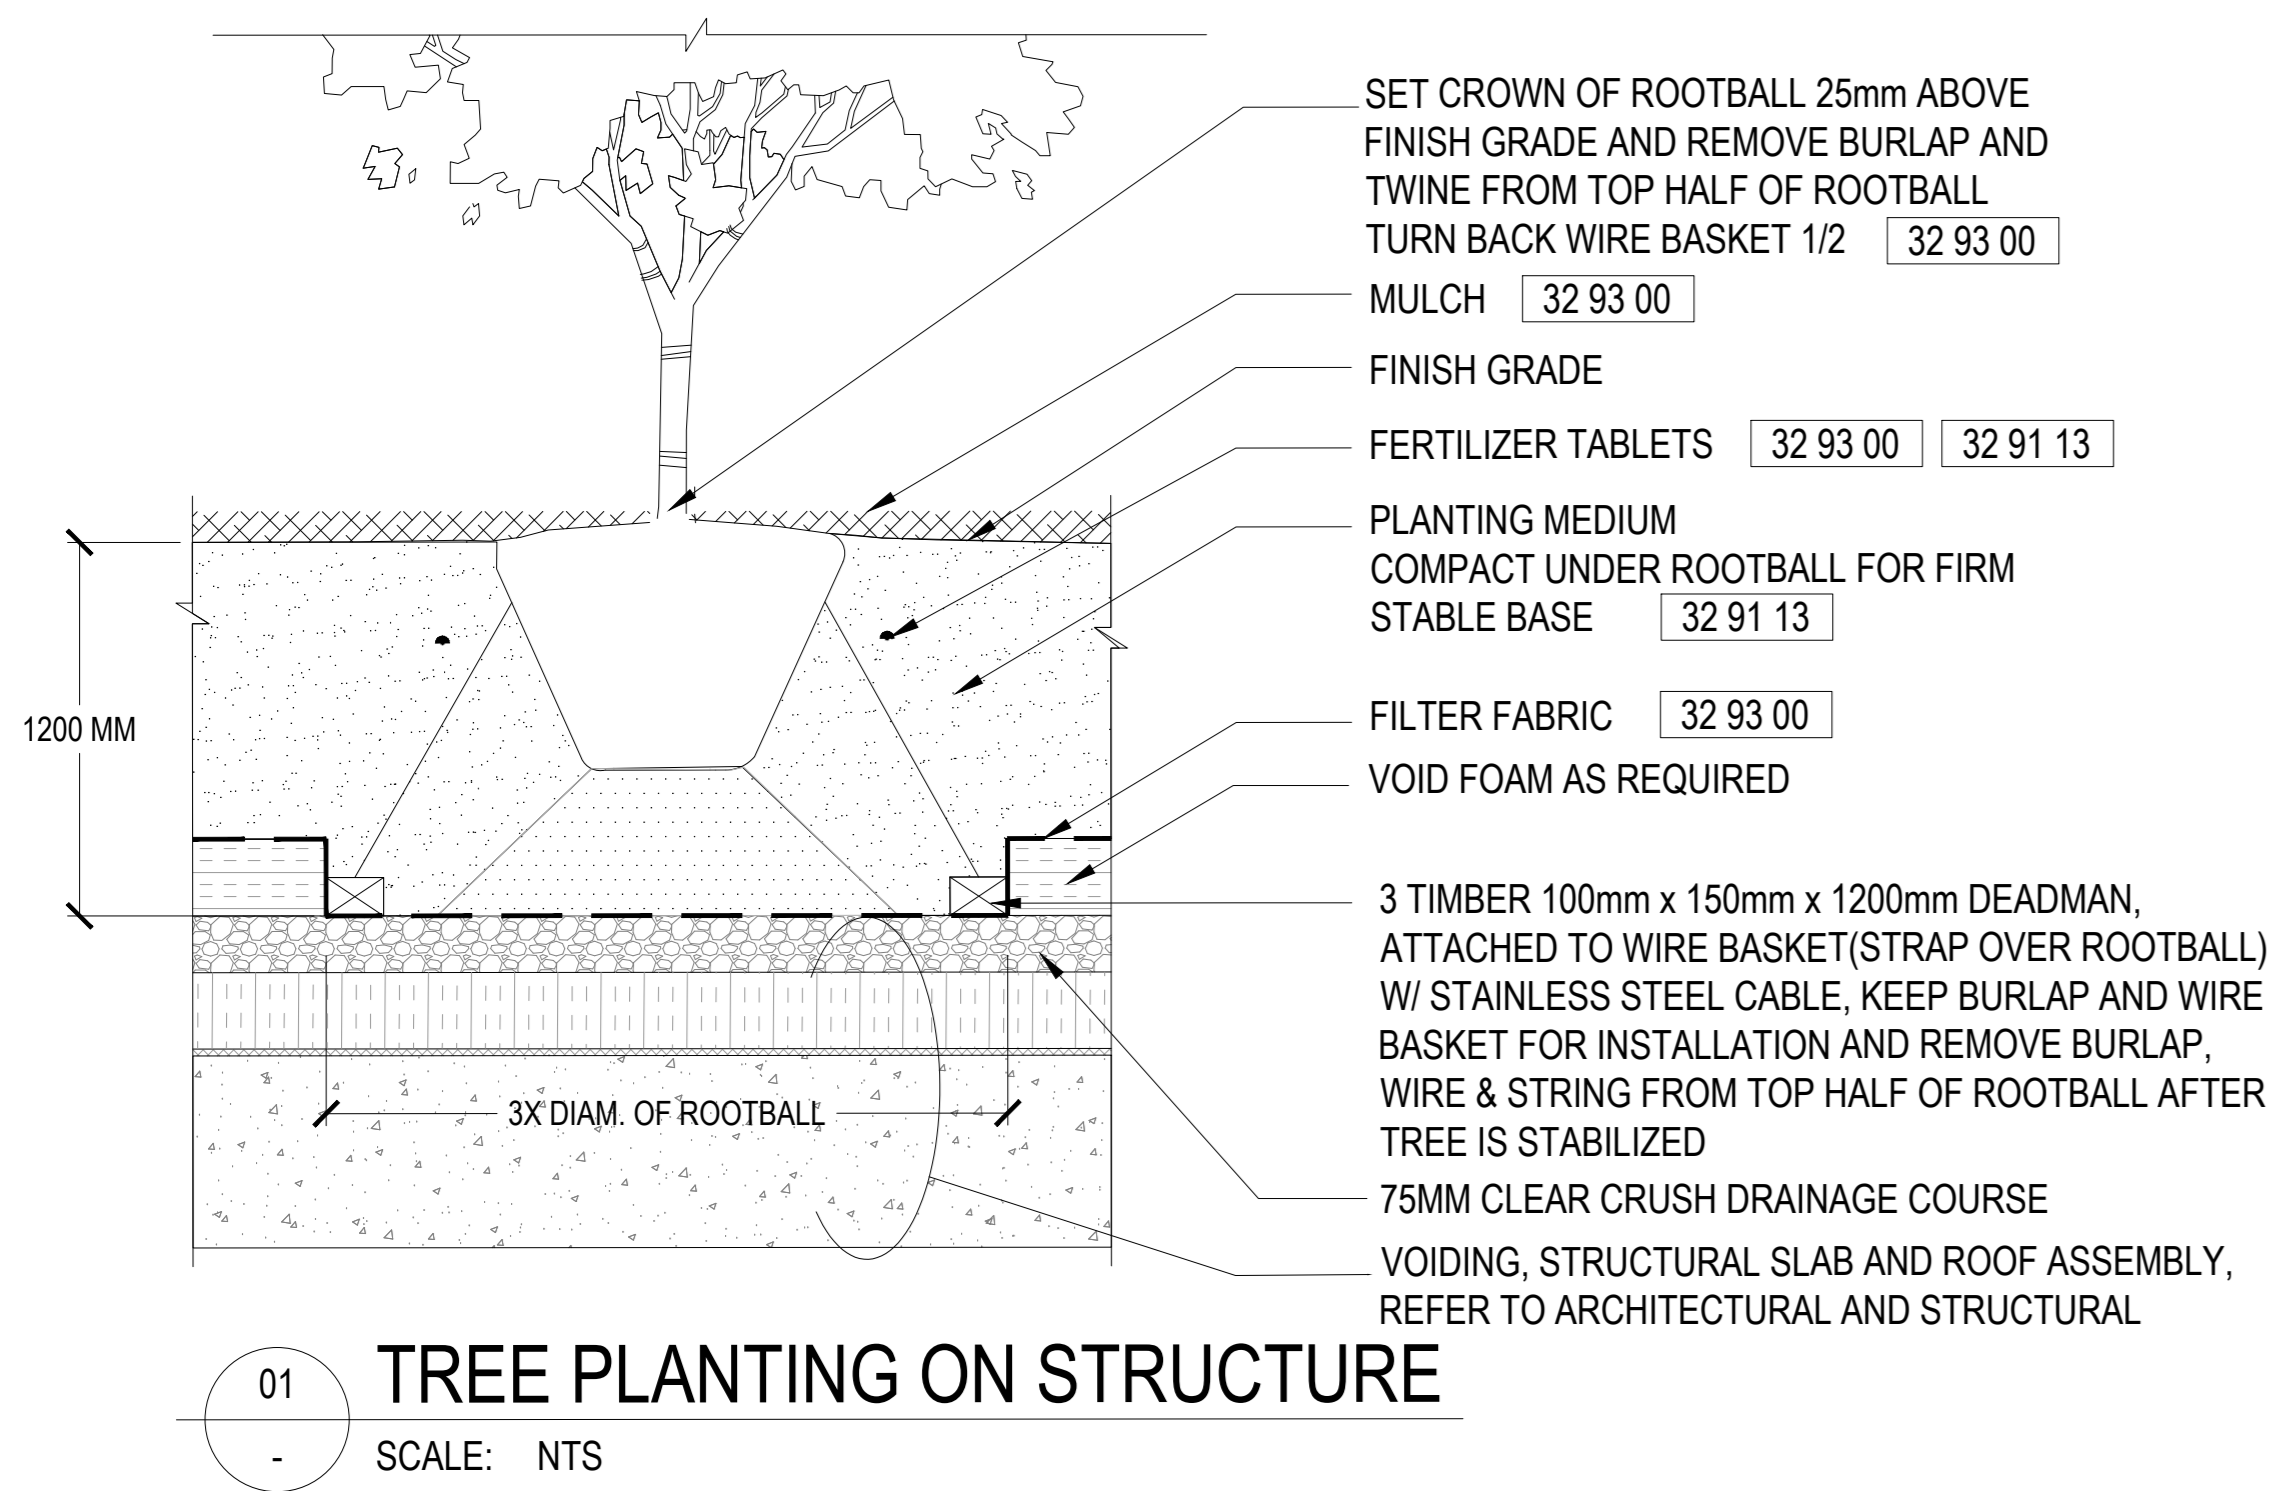 SET CROWN OF ROOTBALL 25mm ABOVE
FINISH GRADE AND REMOVE BURLAP AND
TWINE FROM TOP HALF OF ROOTBALL
TURN BACK WIRE BASKET 1/2 32 93 00
MULCH 32 93 00
FINISH GRADE
FERTILIZER TABLETS 32 93 00 32 91 13
PLANTING MEDIUM
COMPACT UNDER ROOTBALL FOR FIRM
STABLE BASE 32 91 13
FILTER FABRIC 32 93 00
VOID FOAM AS REQUIRED
3 TIMBER 100mm x 150mm x 1200mm DEADMAN,
ATTACHED TO WIRE BASKET(STRAP OVER ROOTBALL)
W/ STAINLESS STEEL CABLE, KEEP BURLAP AND WIRE
BASKET FOR INSTALLATION AND REMOVE BURLAP,
WIRE & STRING FROM TOP HALF OF ROOTBALL AFTER
TREE IS STABILIZED
75MM CLEAR CRUSH DRAINAGE COURSE
VOIDING, STRUCTURAL SLAB AND ROOF ASSEMBLY,
REFER TO ARCHITECTURAL AND STRUCTURAL
1200 MM
3X DIAM. OF ROOTBALL
01
-
TREE PLANTING ON STRUCTURE
SCALE: NTS